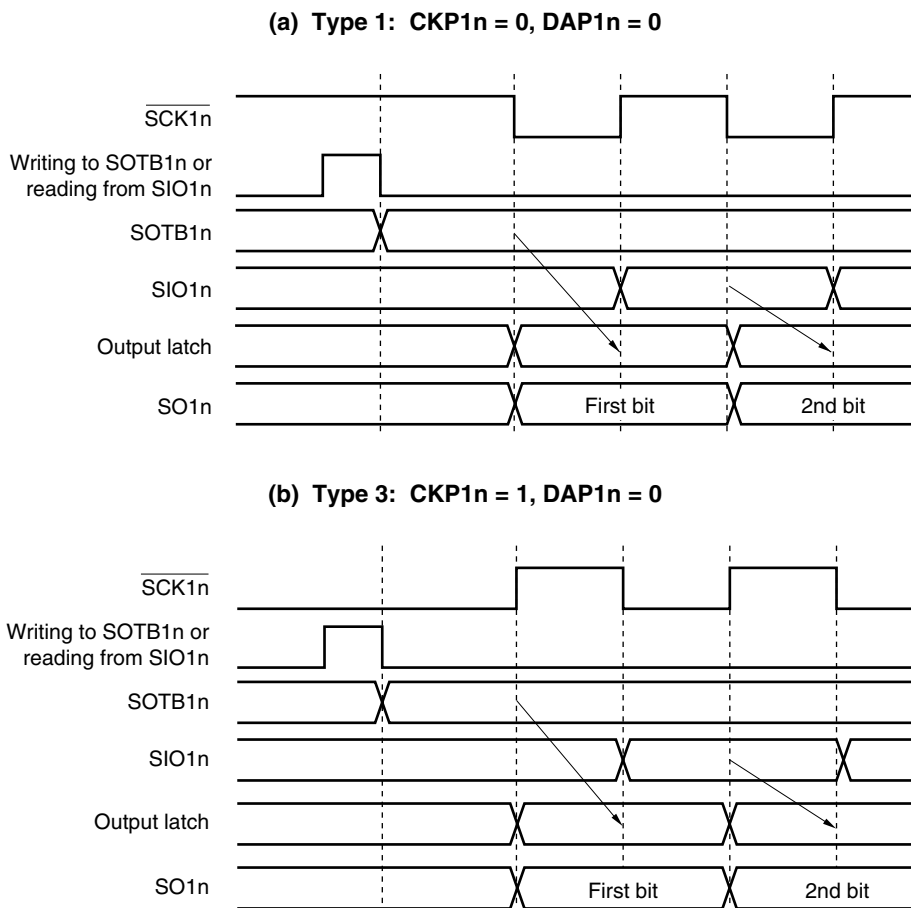 (a) Type 1: CKP1n = 0, DAP1n = 0
SCK1n
Writing to SOTB1n or
reading from SIO1n
SOTB1n
SIO1n
Output latch
SO1n
First bit
2nd bit
(b) Type 3: CKP1n = 1, DAP1n = 0
SCK1n
Writing to SOTB1n or
reading from SIO1n
SOTB1n
SIO1n
Output latch
SO1n
First bit
2nd bit